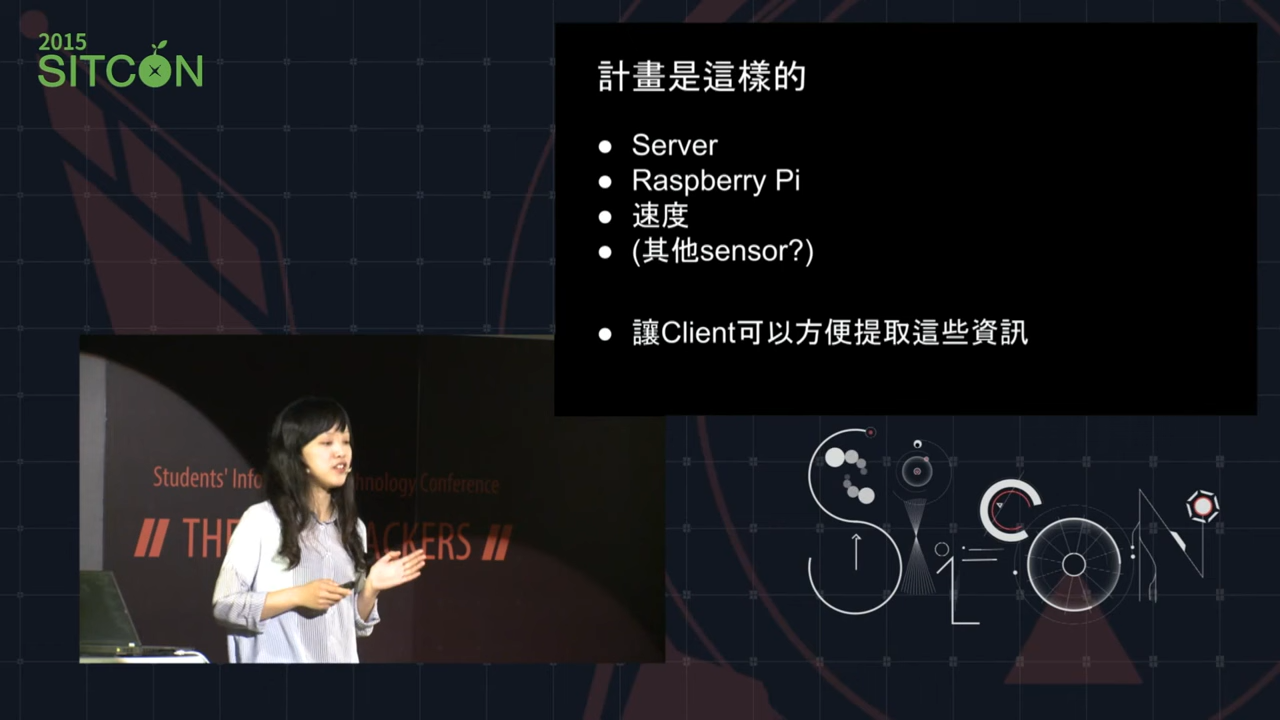 2015
SITCON
計畫是這樣的
● Server
● Raspberry Pi
● 速度
● (其他sensor?)
● 讓Client可以方便提取這些資訊
Students' Info nology Conference
// THE ACKERS //
SITCON